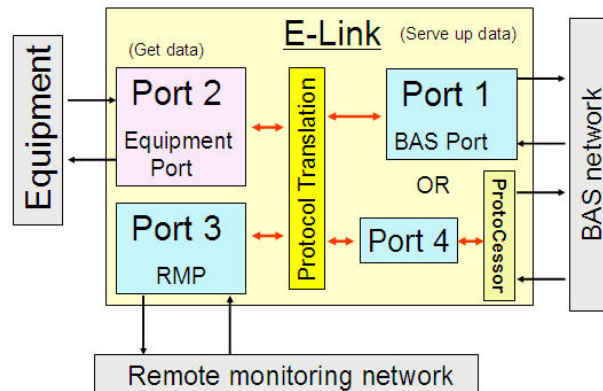 E-Link
(Get data)
(Serve up data)
Equipment
Port 2
Equipment
Port
Protocol Translation
Port 1
BAS Port
OR
BAS network
Port 3
RMP
Port 4
ProtoCessor
Remote monitoring network